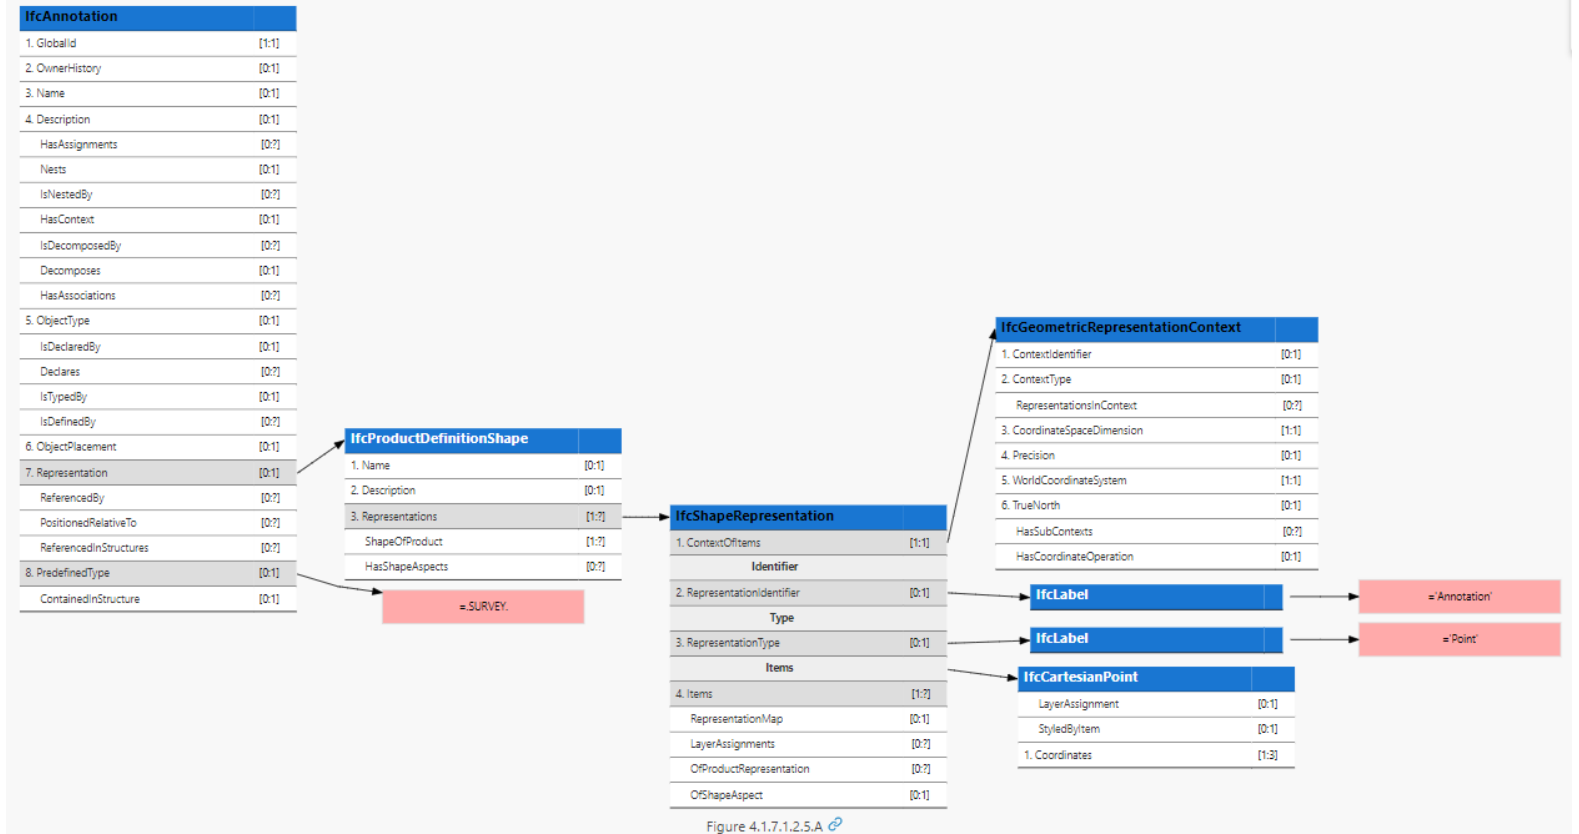 IfcAnnotation
1. GlobalId [1:1]
2. OwnerHistory [0:1]
3. Name [0:1]
4. Description [0:1]
HasAssignments [0:?]
Nests [0:1]
IsNestedBy [0:?]
HasContext [0:1]
IsDecomposedBy [0:?]
Decomposes [0:1]
HasAssociations [0:?]
5. ObjectType [0:1]
IsDeclaredBy [0:1]
Declares [0:?]
IsTypedBy [0:1]
IsDefinedBy [0:?]
6. ObjectPlacement [0:1]
7. Representation [0:1]
ReferencedBy [0:?]
PositionedRelativeTo [0:?]
ReferencedInStructures [0:?]
8. PredefinedType [0:1]
ContainedInStructure [0:1]
IfcProductDefinitionShape
1. Name [0:1]
2. Description [0:1]
3. Representations [1:?]
ShapeOfProduct [1:?]
HasShapeAspects [0:?]
=.SURVEY.
IfcShapeRepresentation
1. ContextOfItems [1:1]
Identifier
2. RepresentationIdentifier [0:1]
Type
3. RepresentationType [0:1]
Items
4. Items [1:?]
RepresentationMap [0:1]
LayerAssignments [0:?]
OfProductRepresentation [0:?]
OfShapeAspect [0:1]
IfcGeometricRepresentationContext
1. ContextIdentifier [0:1]
2. ContextType [0:1]
RepresentationsInContext [0:?]
3. CoordinateSpaceDimension [1:1]
4. Precision [0:1]
5. WorldCoordinateSystem [1:1]
6. TrueNorth [0:1]
HasSubContexts [0:?]
HasCoordinateOperation [0:1]
IfcLabel
='Annotation'
IfcLabel
='Point'
IfcCartesianPoint
LayerAssignment [0:1]
StyledByItem [0:1]
1. Coordinates [1:3]
Figure 4.1.7.1.2.5.A